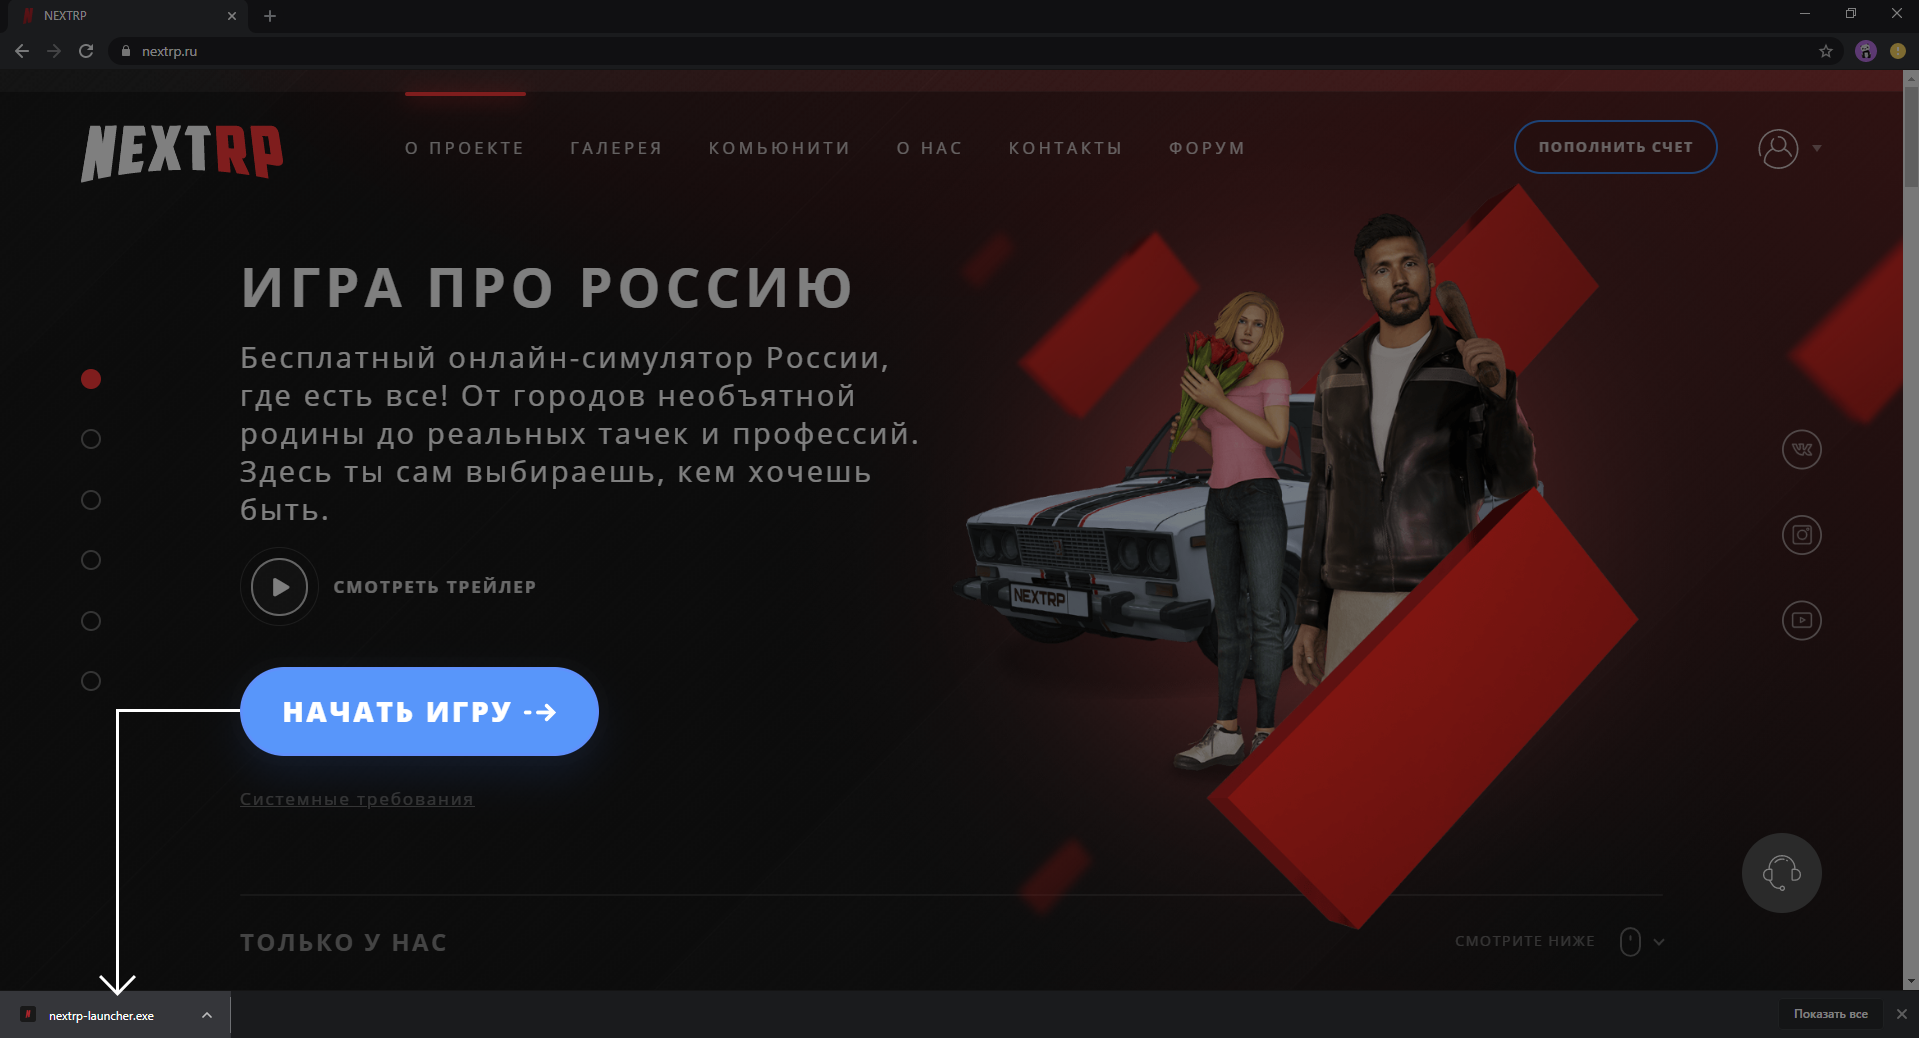 NEXTRP
nextrp.ru
NEXTRP
О ПРОЕКТЕ
ГАЛЕРЕЯ
КОМЬЮНИТИ
О НАС
КОНТАКТЫ
ФОРУМ
ПОПОЛНИТЬ СЧЕТ
ИГРА ПРО РОССИЮ
Бесплатный онлайн-симулятор России,
где есть все! От городов необъятной
родины до реальных тачек и профессий.
Здесь ты сам выбираешь, кем хочешь
быть.
NEXTRP
СМОТРЕТЬ ТРЕЙЛЕР
НАЧАТЬ ИГРУ
Системные требования
ТОЛЬКО У НАС
СМОТРИТЕ НИЖЕ
nextrp-launcher.exe
Показать все